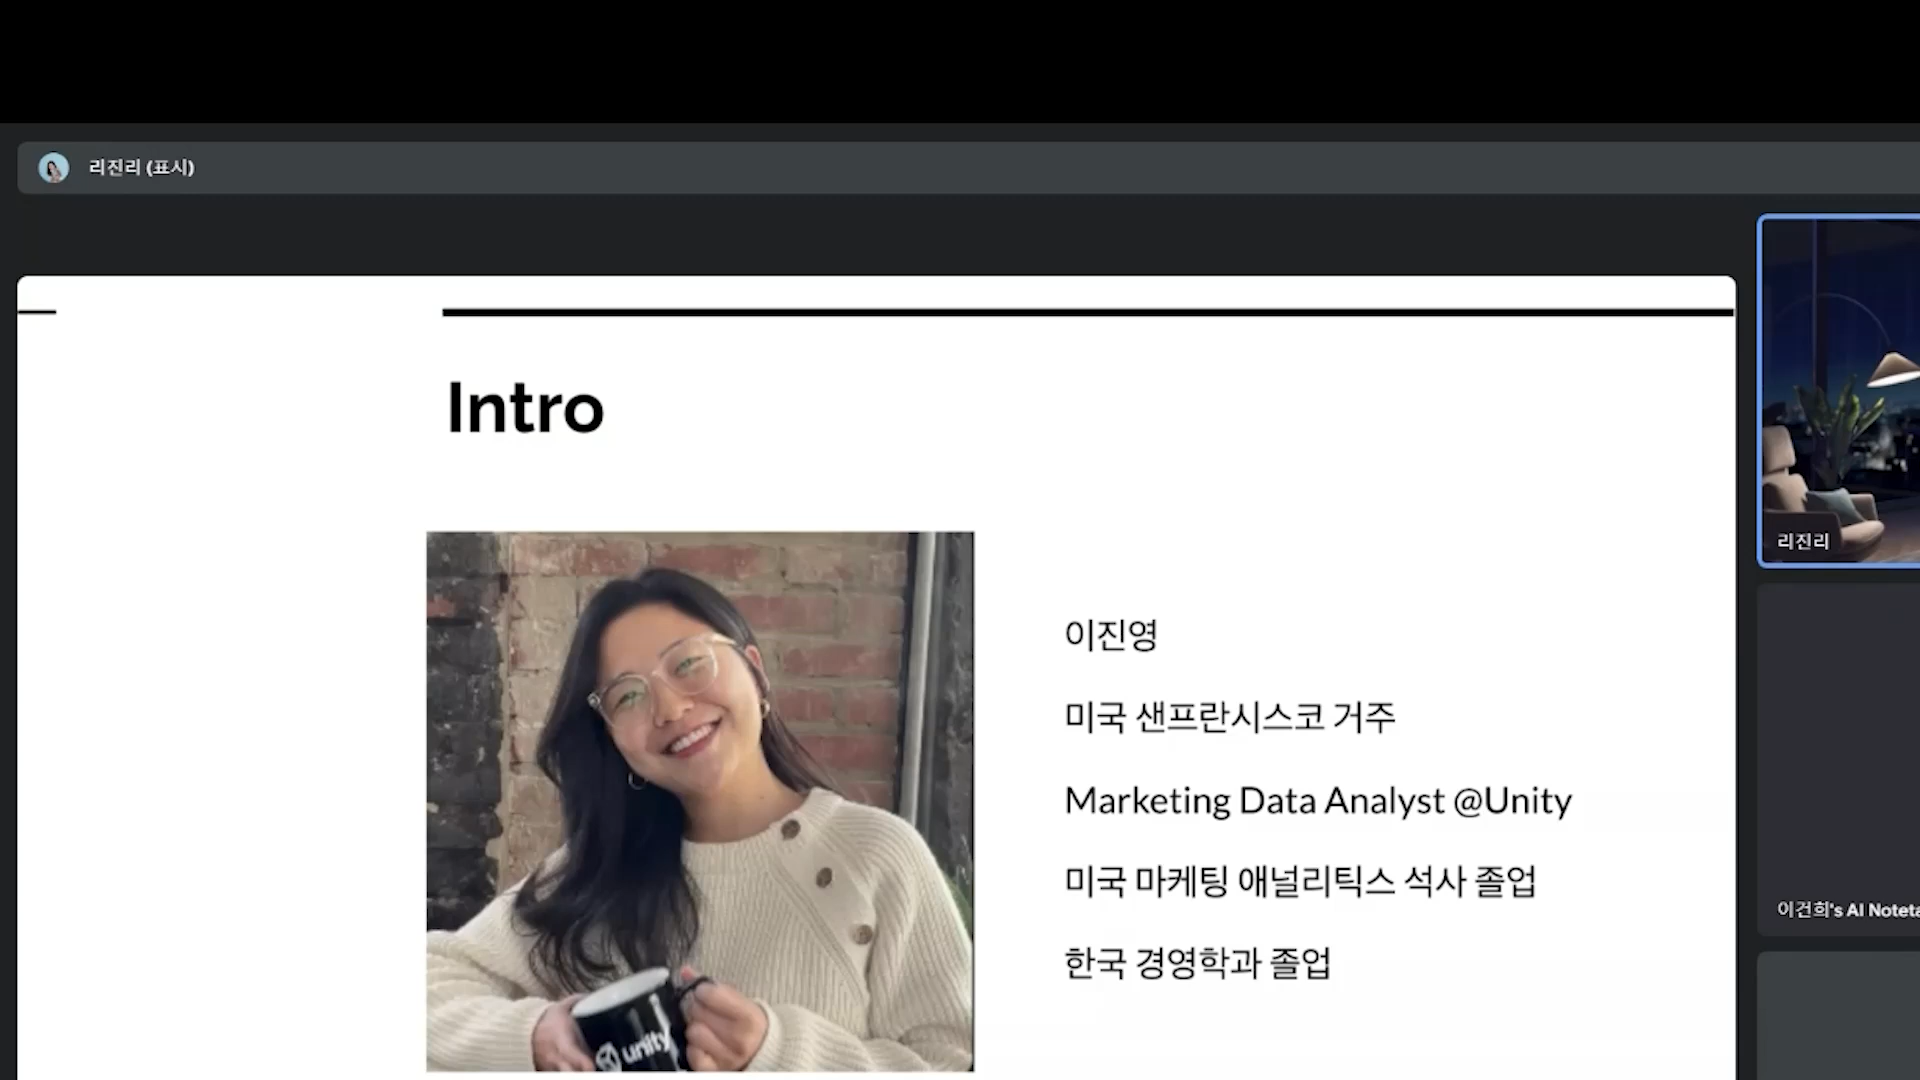 리진리 (표시)
Intro
이진영
미국 샌프란시스코 거주
Marketing Data Analyst @Unity
미국 마케팅 애널리틱스 석사 졸업
한국 경영학과 졸업
unity
리진리
이건희's AI Noteta